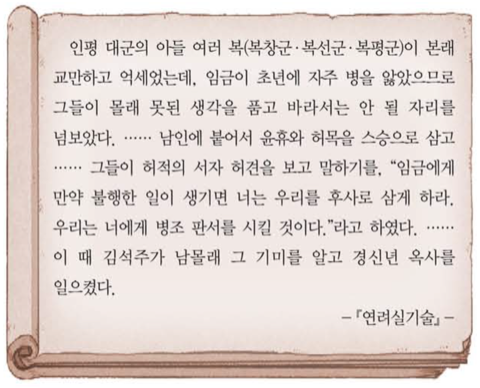 인평 대군의 아들 여러 복(복창군·복선군·복평군)이 본래
교만하고 억세었는데, 임금이 초년에 자주 병을 앓았으므로
그들이 몰래 못된 생각을 품고 바라서는 안 될 자리를
넘보았다. …… 남인에 붙어서 윤휴와 허목을 스승으로 삼고
…… 그들이 허적의 서자 허견을 보고 말하기를, “임금에게
만약 불행한 일이 생기면 너는 우리를 후사로 삼게 하라.
우리는 너에게 병조 판서를 시킬 것이다.”라고 하였다. ……
이 때 김석주가 남몰래 그 기미를 알고 경신년 옥사를
일으켰다.
– 『연려실기술』 –